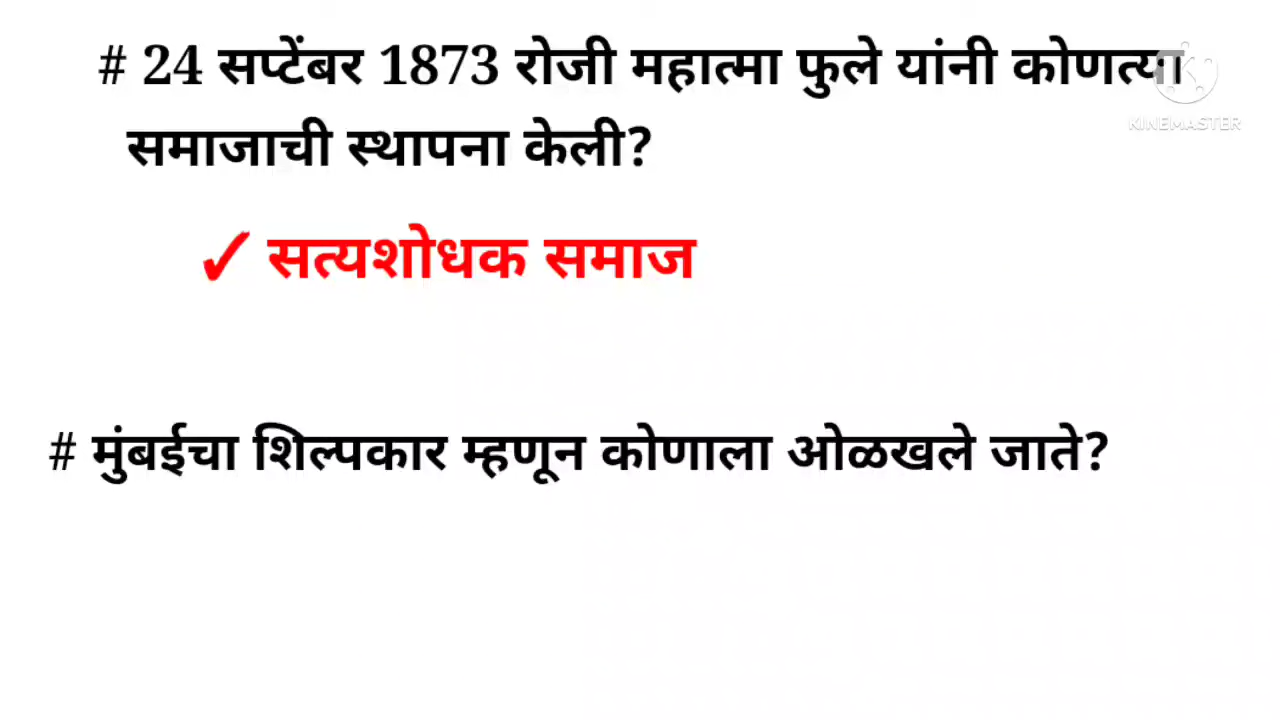 # 24 सप्टेंबर 1873 रोजी महात्मा फुले यांनी कोणत्या
समाजाची स्थापना केली?
✓ सत्यशोधक समाज
# मुंबईचा शिल्पकार म्हणून कोणाला ओळखले जाते?
KINEMASTER